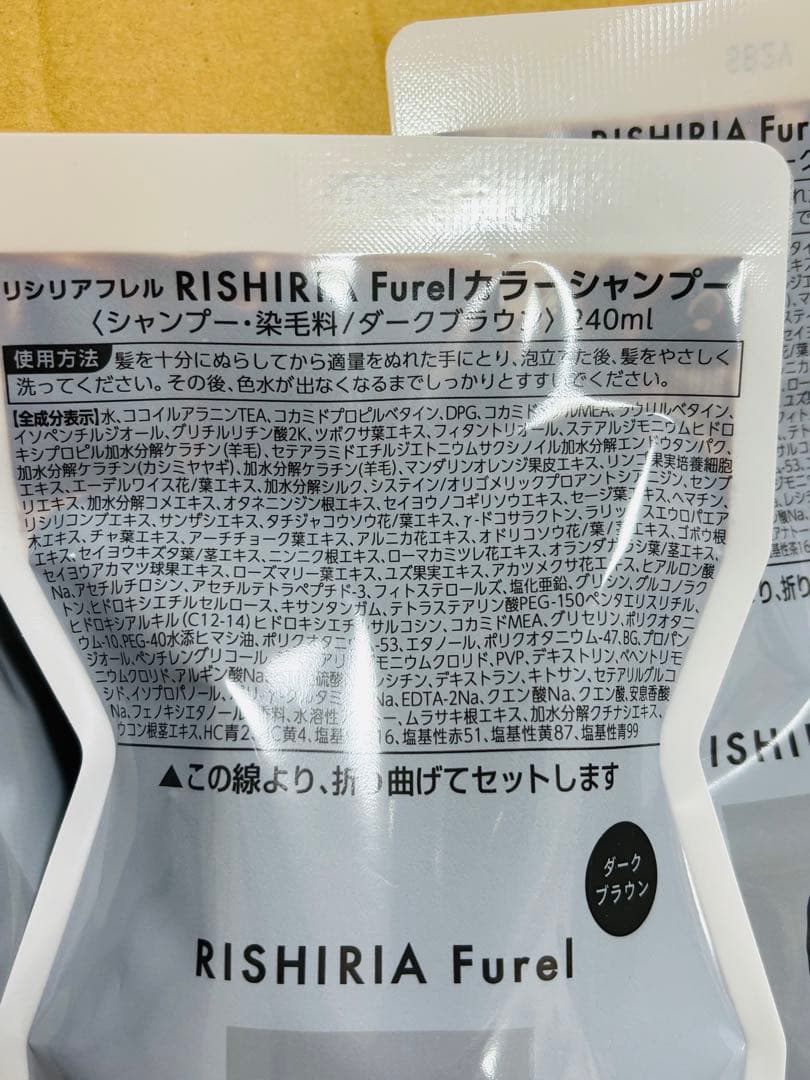 リシリアフレル RISHIRIA Furel カラーシャンプー
〈シャンプー・染毛料/ダークブラウン〉240ml
使用方法 髪を十分にぬらしてから適量をぬれた手にとり、泡立てた後、髪をやさしく
洗ってください。その後、色水が出なくなるまでしっかりとすすいでください。
【全成分表示】水、ココイルアラニンTEA、コカミドプロピルベタイン、DPG、コカミドMEA、ラウリルベタイン、
イソペンチルジオール、グリチルリチン酸2K、ツボクサ葉エキス、フィタントリオール、ステアルジモニウムヒドロ
キシプロピル加水分解ケラチン(羊毛)、セテアラミドエチルジエトニウムサクシノイル加水分解エンドウタンパク、
加水分解ケラチン(カシミヤヤギ)、加水分解ケラチン(羊毛)、マンダリンオレンジ果皮エキス、リンゴ果実培養細胞
エキス、エーデルワイス花/葉エキス、加水分解シルク、システイン/オリゴメリックプロアントシアニジン、センブ
リエキス、加水分解コメエキス、オタネニンジン根エキス、セイヨウノコギリソウエキス、セージ葉エキス、ヘマチン、
リシリコンブエキス、サンザシエキス、タチジャコウソウ花/葉エキス、γ-ドコサラクトン、ラリックスエウロパエア
木エキス、チャ葉エキス、アーチチョーク葉エキス、アルニカ花エキス、オドリコソウ花/葉/茎エキス、ゴボウ根
エキス、セイヨウキズタ葉/茎エキス、ニンニク根エキス、ローマカミツレ花エキス、オランダガラシ葉/茎エキス、
セイヨウアカマツ球果エキス、ローズマリー葉エキス、ユズ果実エキス、アカツメクサ花エキス、ヒアルロン酸
Na、アセチルチロシン、アセチルテトラペプチド-3、フィトステロールズ、塩化亜鉛、グリシン、グルコノラク
トン、ヒドロキシエチルセルロース、キサンタンガム、テトラステアリン酸PEG-150ペンタエリスリチル、
ヒドロキシアルキル(C12-14)ヒドロキシエチルサルコシン、コカミドMEA、グリセリン、ポリクオタニ
ウム-10、PEG-40水添ヒマシ油、ポリクオタニウム-53、エタノール、ポリクオタニウム-47、BG、プロパン
ジオール、ペンチレングリコール、アリモニウムクロリド、PVP、デキストリン、ベヘントリモ
ニウムクロリド、アルギン酸Na、硫酸、シチン、デキストラン、キトサン、セテアリルグルコ
シド、イソプロパノール、ポリ-γ-グルタミン酸Na、EDTA-2Na、クエン酸Na、クエン酸、安息香酸
Na、フェノキシエタノール、香料、水溶性、ムラサキ根エキス、加水分解クチナシエキス、
ウコン根茎エキス、HC青2、HC黄4、塩基性16、塩基性赤51、塩基性黄87、塩基性青99
▲この線より、折り曲げてセットします
ダーク
ブラウン
RISHIRIA Furel
RISHIRIA Fur